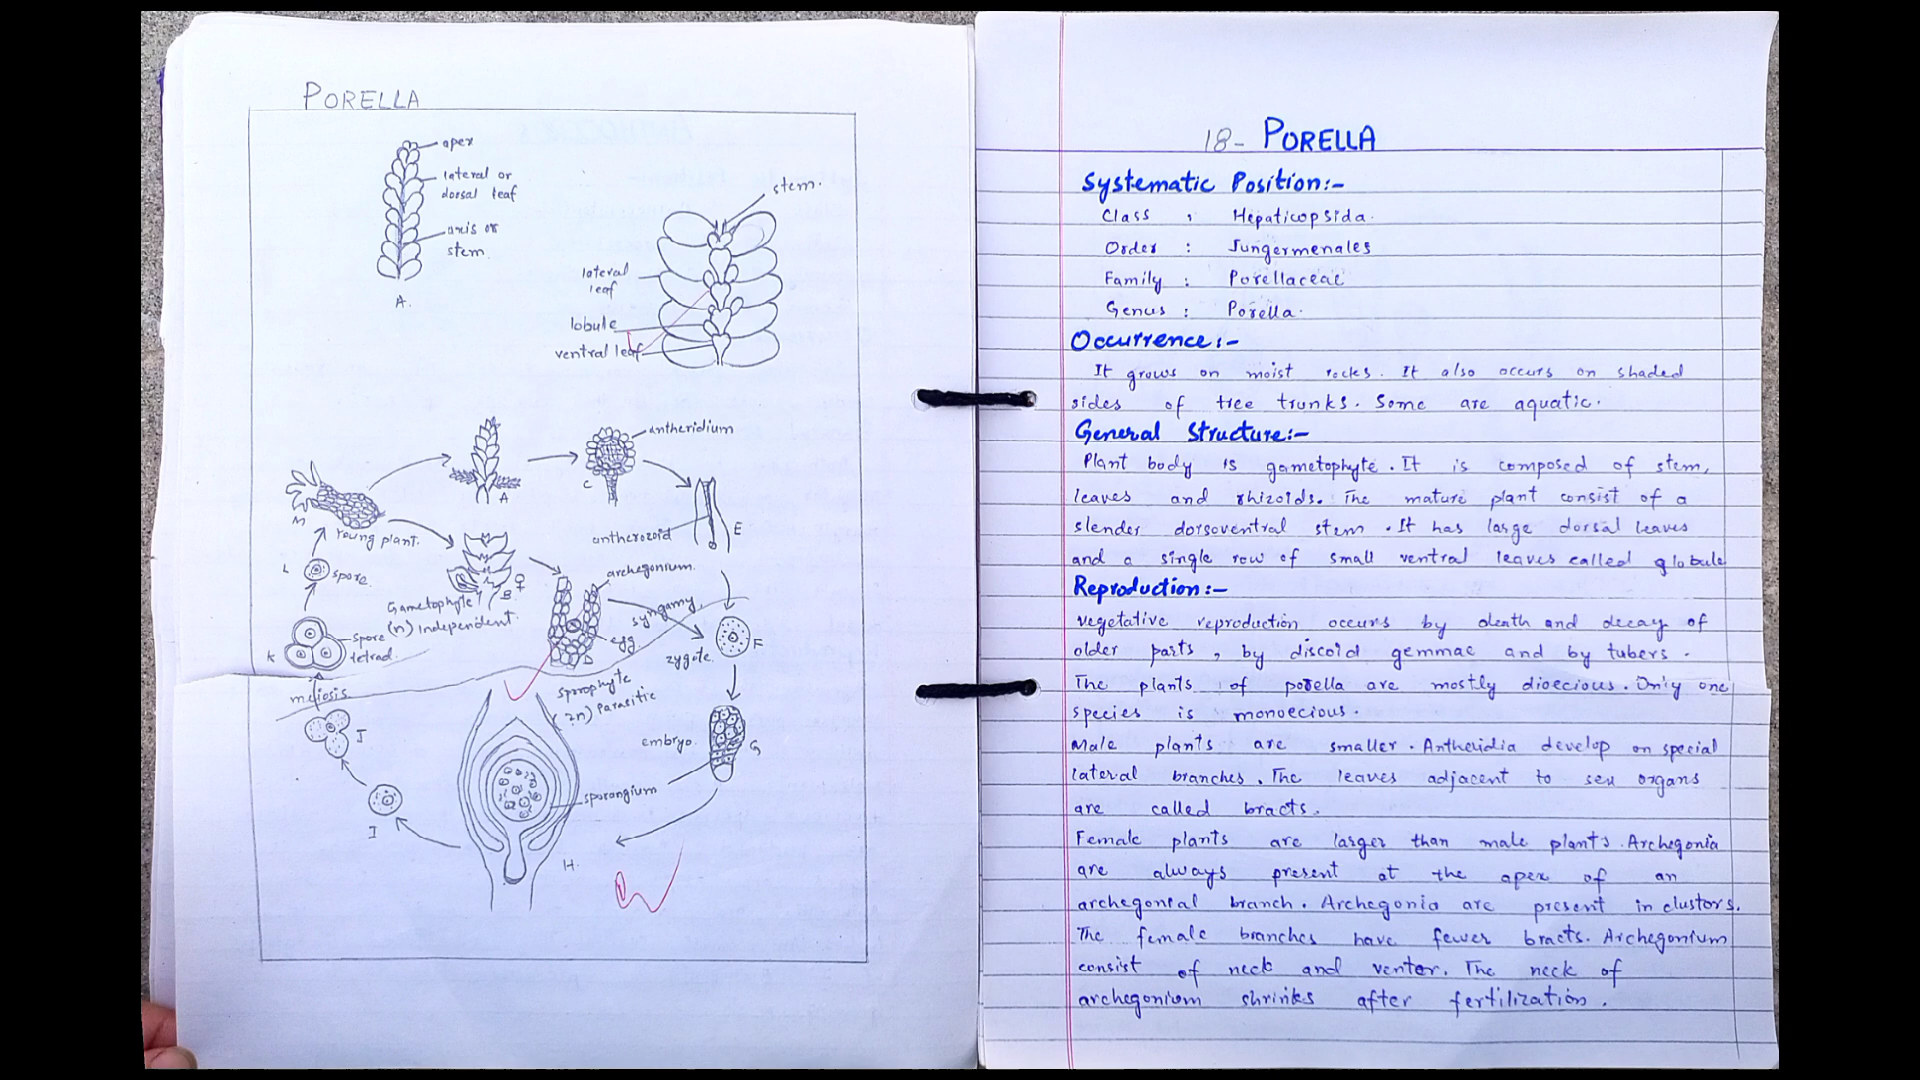 PORELLA
apex
lateral or
dorsal leaf
axis or
stem.
A.
stem.
lateral
leaf
lobule
ventral leaf
antheridium
A
C
M
Young plant.
antherozoid
E
L
spore
archegonium
♀
B
Gametophyte
(n) Independent.
syngamy
egg
D
zygote.
F
K
spore
tetrad.
meiosis
sporophyte
(2n) Parasitic
J
embryo.
G
sporangium
I
H.
18- PORELLA
Systematic Position:-
Class : Hepaticopsida.
Order : Jungermenales
Family : Porellaceae
Genus : Porella.
Occurrence:-
It grows on moist rocks. It also occurs on shaded
sides of tree trunks. Some are aquatic.
General Structure:-
Plant body is gametophyte. It is composed of stem,
leaves and rhizoids. The mature plant consist of a
slender dorsoventral stem. It has large dorsal leaves
and a single row of small ventral leaves called globule
Reproduction:-
vegetative reproduction occurs by death and decay of
older parts, by discoid gemmae and by tubers.
The plants of porella are mostly dioecious. Only one
species is monoecious.
Male plants are smaller. Antheridia develop on special
lateral branches. The leaves adjacent to sex organs
are called bracts.
Female plants are larger than male plants. Archegonia
are always present at the apex of an
archegonial branch. Archegonia are present in clustors.
The female branches have fewer bracts. Archegonium
consist of neck and venter. The neck of
archegonium shrinks after fertilization.